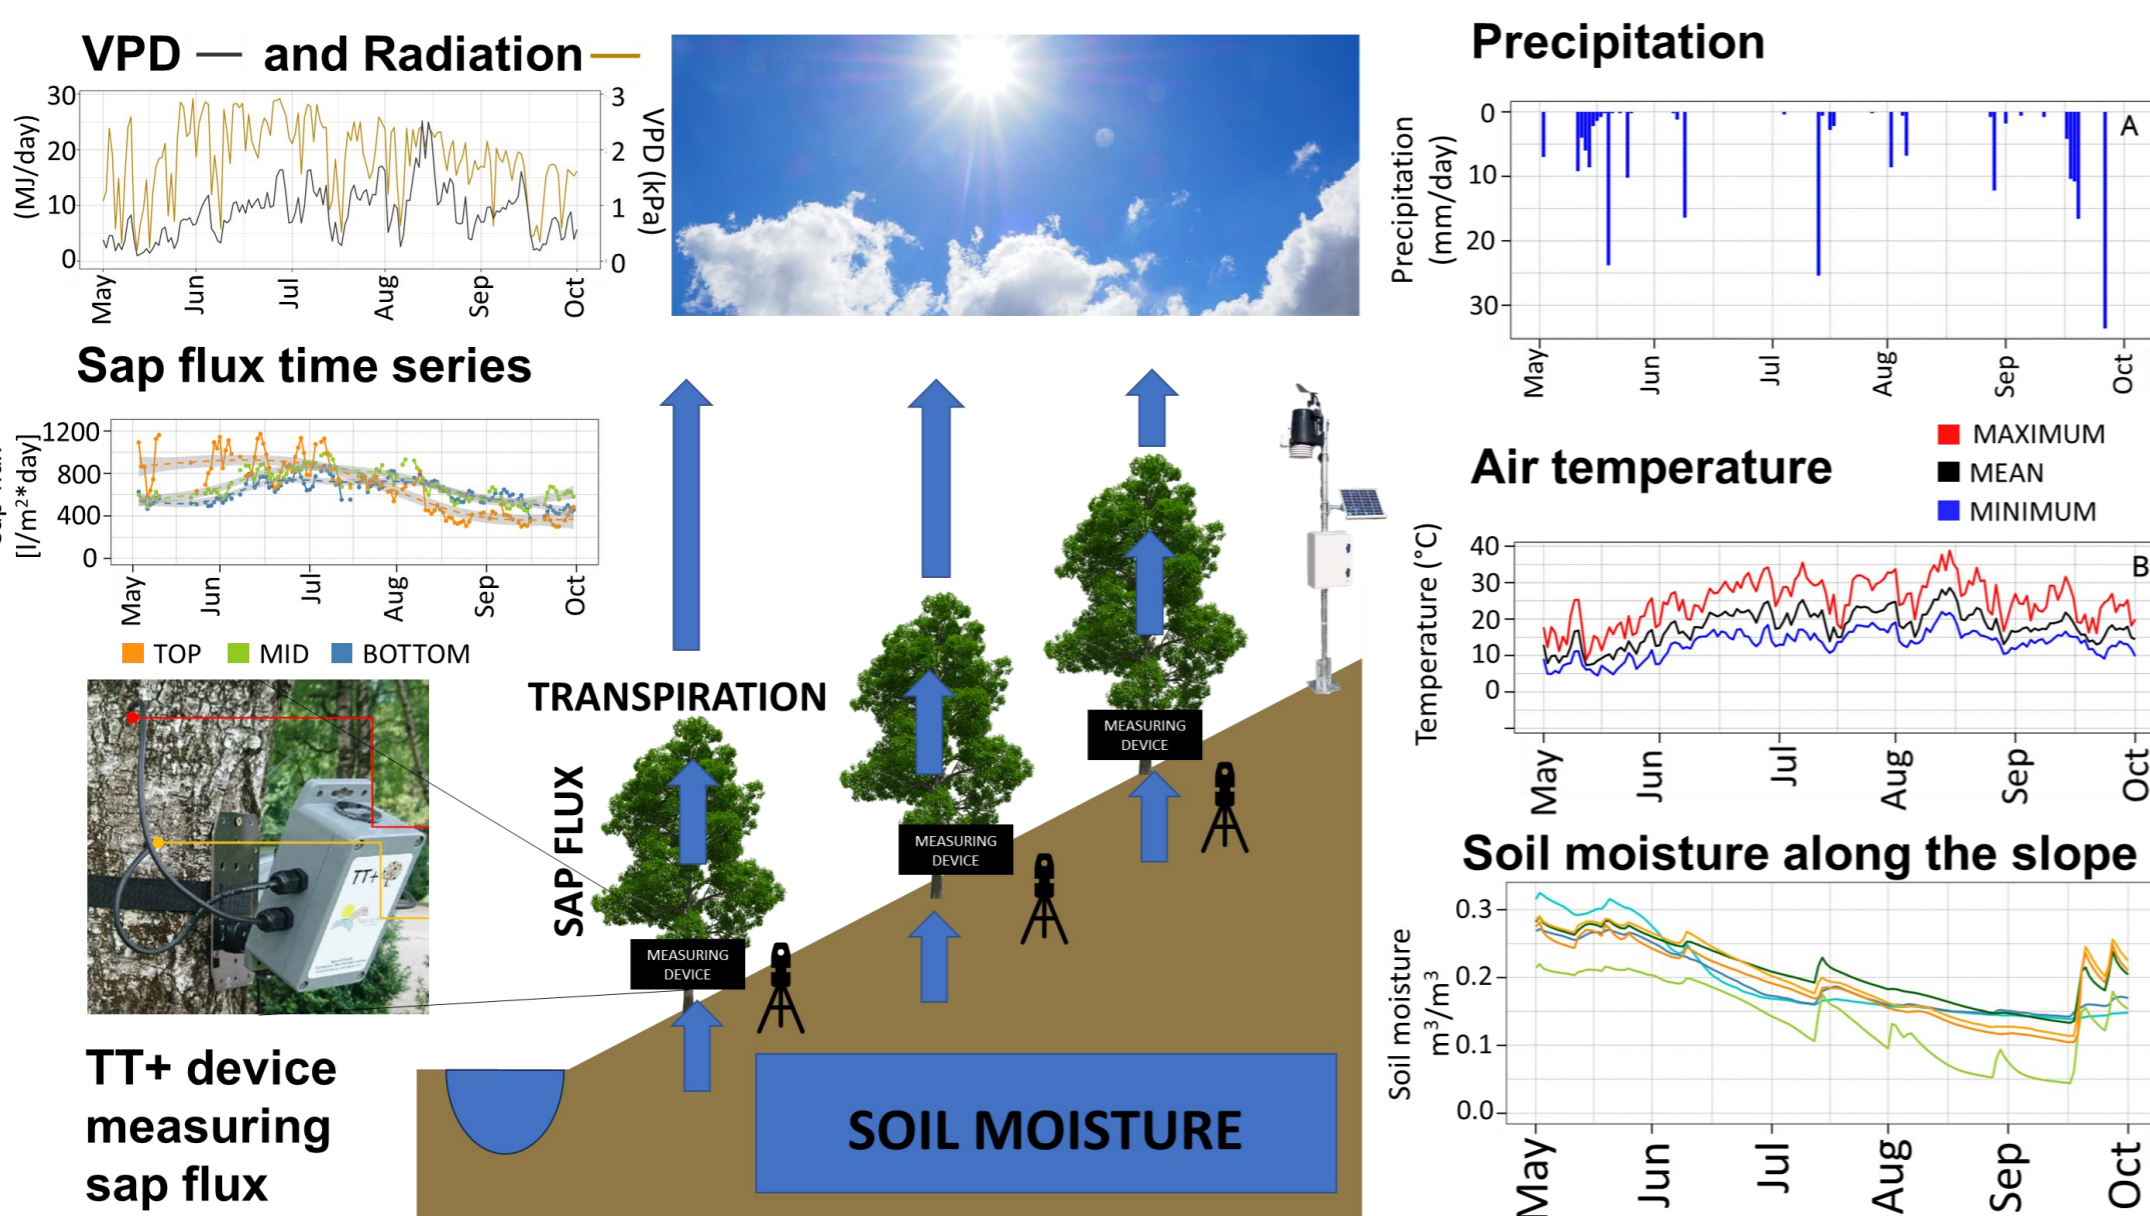 VPD — and Radiation —
30
20
10
0
(MJ/day)
3
2
1
0
VPD (kPa)
May
Jun
Jul
Aug
Sep
Oct
Sap flux time series
1200
800
400
0
[l/m²*day]
May
Jun
Jul
Aug
Sep
Oct
TOP MID BOTTOM
TT+
TT+ device
measuring
sap flux
TRANSPIRATION
SAP FLUX
MEASURING
DEVICE
MEASURING
DEVICE
MEASURING
DEVICE
SOIL MOISTURE
Precipitation
A
Precipitation
(mm/day)
0
10
20
30
May
Jun
Jul
Aug
Sep
Oct
MAXIMUM
MEAN
MINIMUM
Air temperature
B
Temperature (°C)
40
30
20
10
0
May
Jun
Jul
Aug
Sep
Oct
Soil moisture along the slope
Soil moisture
m³/m³
0.3
0.2
0.1
0.0
May
Jun
Jul
Aug
Sep
Oct